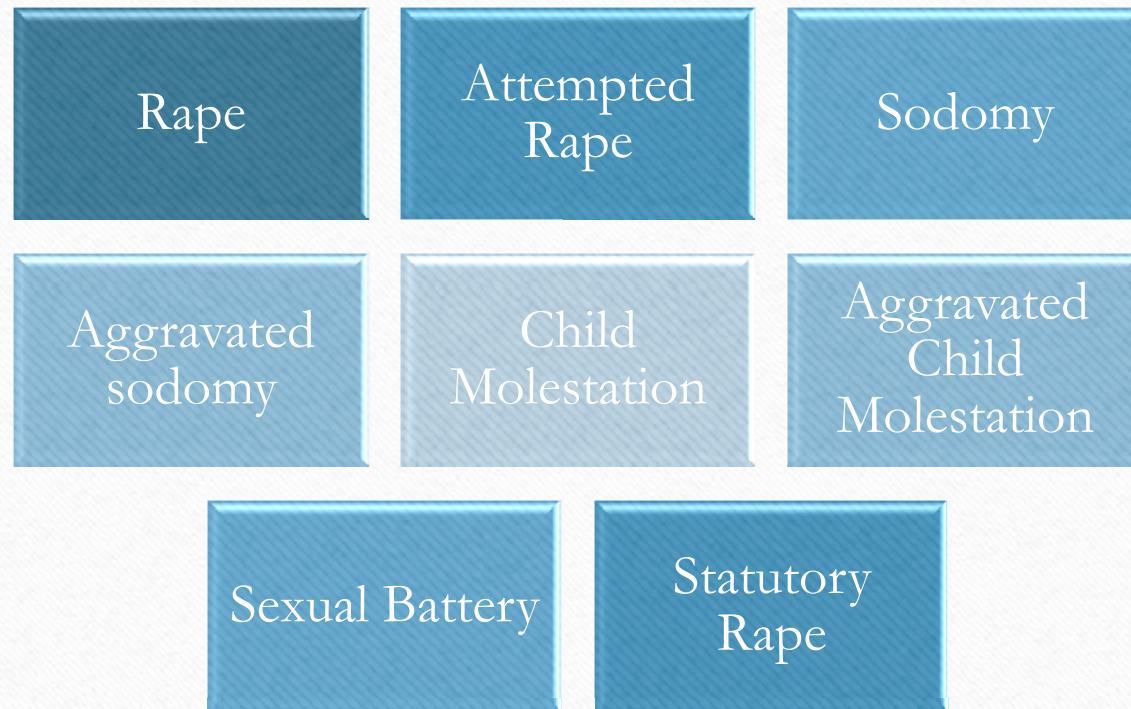 Rape
Attempted
Rape
Sodomy
Aggravated
sodomy
Child
Molestation
Aggravated
Child
Molestation
Sexual Battery
Statutory
Rape